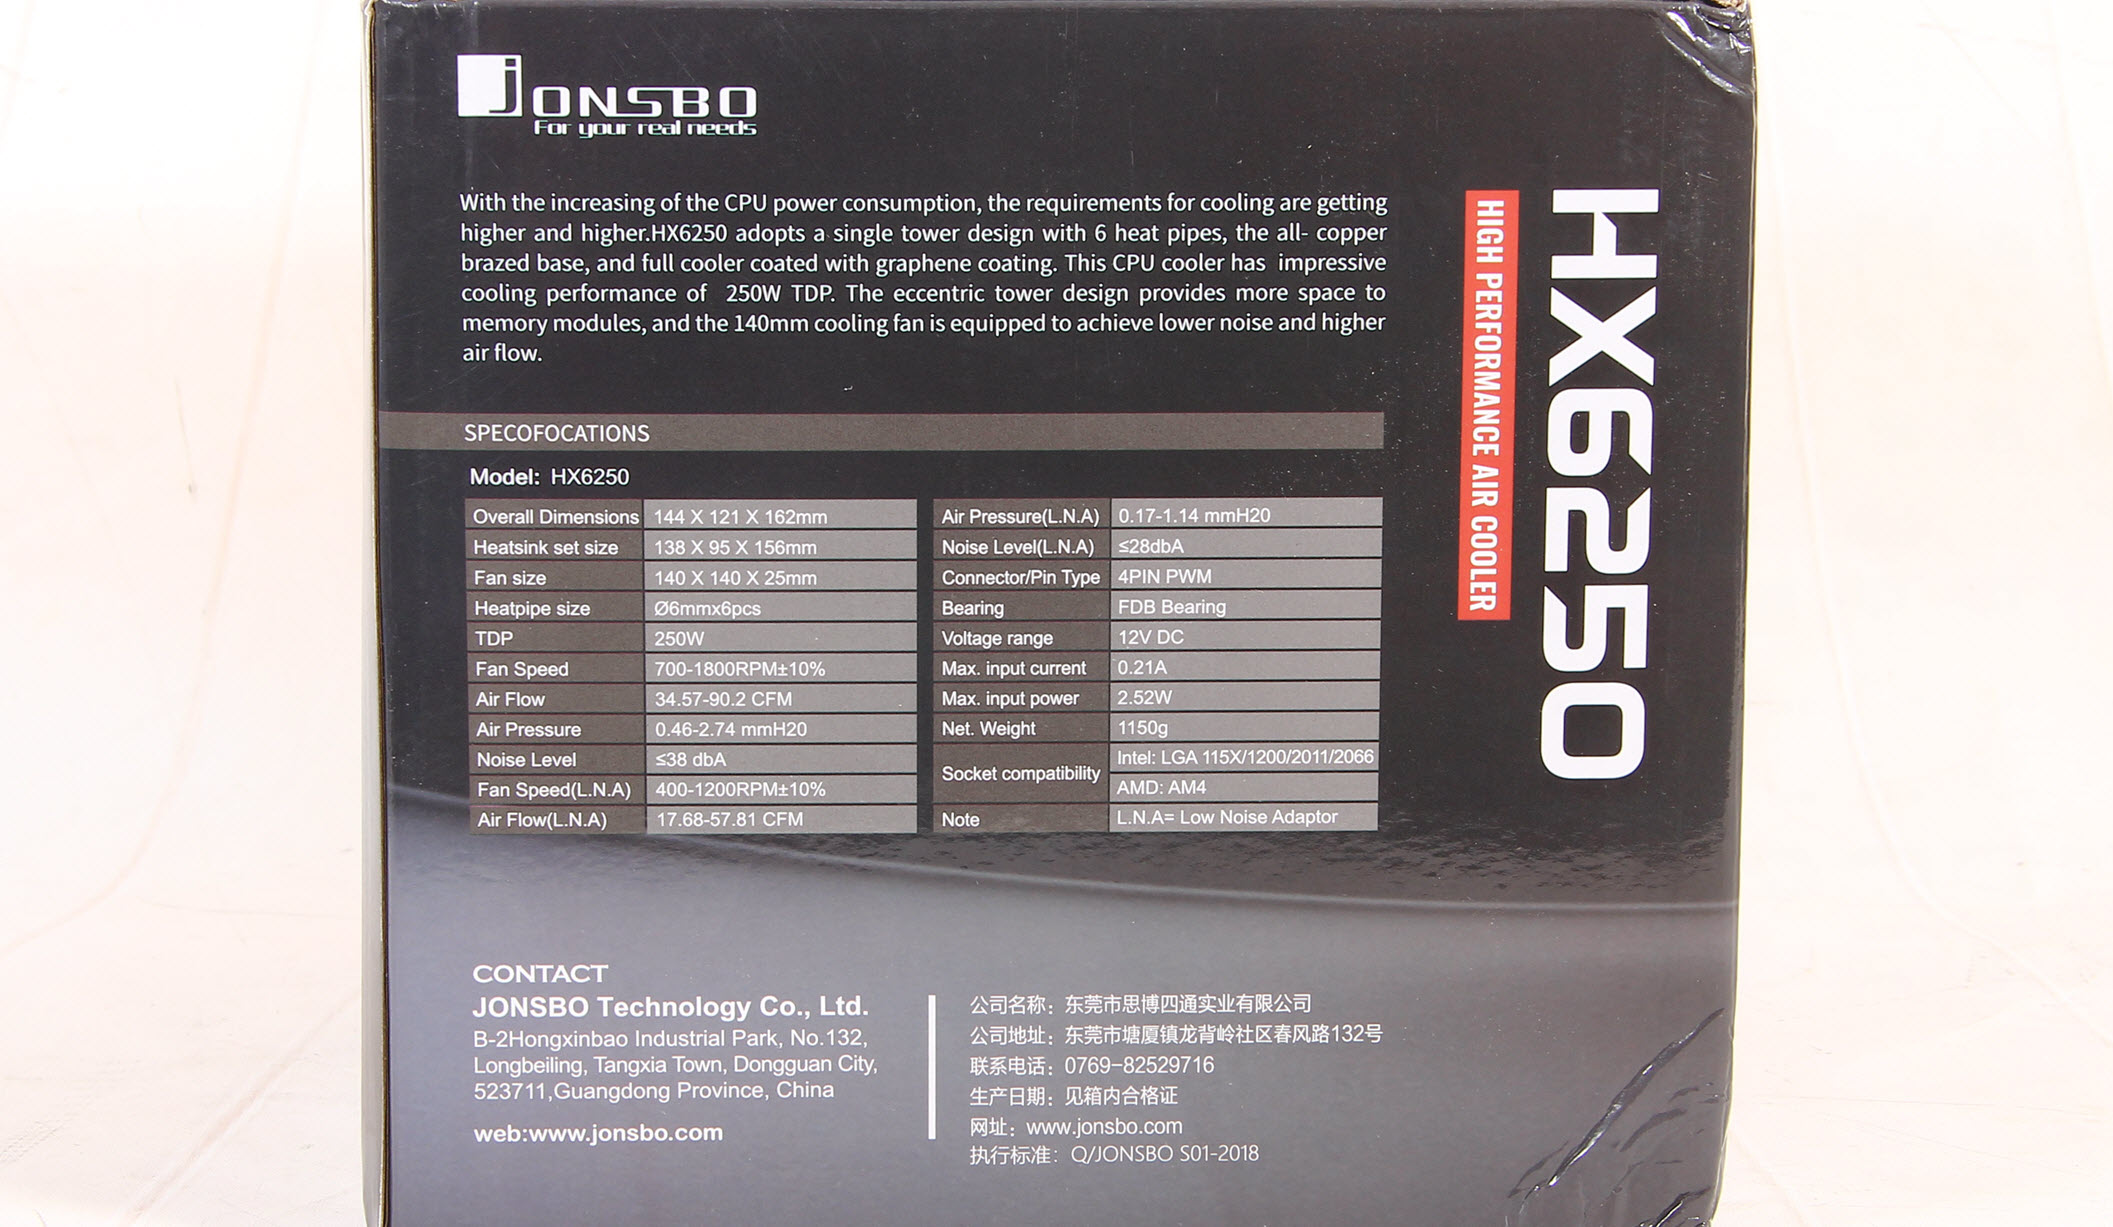 JONSBO
For your real needs
With the increasing of the CPU power consumption, the requirements for cooling are getting
higher and higher.HX6250 adopts a single tower design with 6 heat pipes, the all- copper
brazed base, and full cooler coated with graphene coating. This CPU cooler has impressive
cooling performance of 250W TDP. The eccentric tower design provides more space to
memory modules, and the 140mm cooling fan is equipped to achieve lower noise and higher
air flow.
HX6250
HIGH PERFORMANCE AIR COOLER
SPECOFOCATIONS
Model: HX6250
Overall Dimensions 144 X 121 X 162mm
Heatsink set size 138 X 95 X 156mm
Fan size 140 X 140 X 25mm
Heatpipe size Ø6mmx6pcs
TDP 250W
Fan Speed 700-1800RPM±10%
Air Flow 34.57-90.2 CFM
Air Pressure 0.46-2.74 mmH20
Noise Level ≤38 dbA
Fan Speed(L.N.A) 400-1200RPM±10%
Air Flow(L.N.A) 17.68-57.81 CFM
Air Pressure(L.N.A) 0.17-1.14 mmH20
Noise Level(L.N.A) ≤28dbA
Connector/Pin Type 4PIN PWM
Bearing FDB Bearing
Voltage range 12V DC
Max. input current 0.21A
Max. input power 2.52W
Net. Weight 1150g
Socket compatibility Intel: LGA 115X/1200/2011/2066
AMD: AM4
Note L.N.A= Low Noise Adaptor
CONTACT
JONSBO Technology Co., Ltd.
B-2Hongxinbao Industrial Park, No.132,
Longbeiling, Tangxia Town, Dongguan City,
523711,Guangdong Province, China
web:www.jonsbo.com
公司名称：东莞市思博四通实业有限公司
公司地址：东莞市塘厦镇龙背岭社区春风路132号
联系电话：0769-82529716
生产日期：见箱内合格证
网址：www.jonsbo.com
执行标准：Q/JONSBO S01-2018